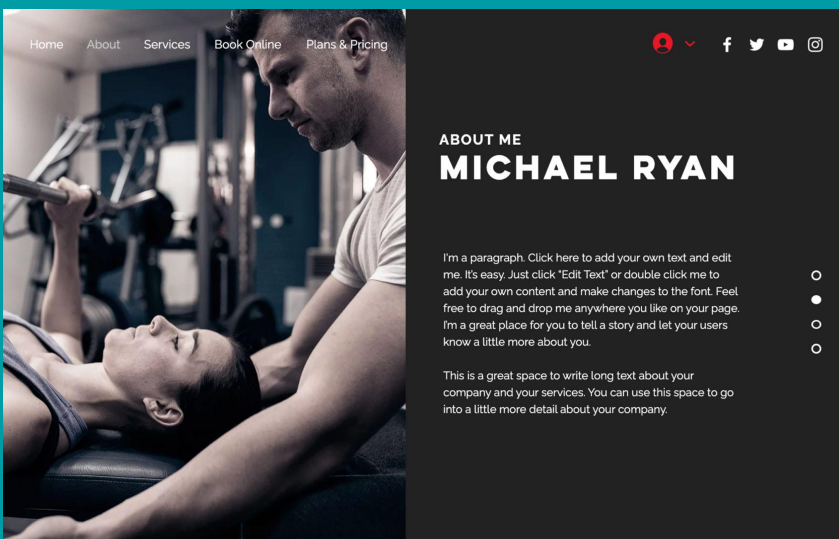 Home About Services Book Online Plans & Pricing
ABOUT ME
MICHAEL RYAN
I'm a paragraph. Click here to add your own text and edit
me. It's easy. Just click "Edit Text" or double click me to
add your own content and make changes to the font. Feel
free to drag and drop me anywhere you like on your page.
I'm a great place for you to tell a story and let your users
know a little more about you.
This is a great space to write long text about your
company and your services. You can use this space to go
into a little more detail about your company.